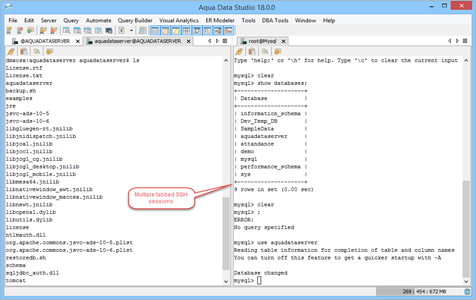 Aqua Data Studio 18.0.0
File Server Query Automate Query Builder Visual Analytics ER Modeler Tools DBA Tools Window Help
@AQUADATASERVER
aquadataserver@AQUADATASERVER
root@Mysql
dmmosx:aquadataserver aquadataserver$ ls
License.rtf
License.txt
aquadataserver
backup.sh
examples
jre
jsvc-ads-10-5
jsvc-ads-10-6
libgluegen-rt.jnilib
libjnidispatch.jnilib
libjoal.jnilib
libjocl.jnilib
libjogl_cg.jnilib
libjogl_desktop.jnilib
libjogl_mobile.jnilib
libmesa64.jnilib
libnativewindow_awt.jnilib
libnativewindow_macosx.jnilib
libnewt.jnilib
libopenal.dylib
libutils.dylib
license
ntlmauth.dll
org.apache.commons.jsvc-ads-10-5.plist
org.apache.commons.jsvc-ads-10-6.plist
restoredb.sh
schema
sqljdbc_auth.dll
tomcat
Multiple tabbed SSH
sessions.
Type 'help;' or '\h' for help. Type '\c' to clear the current input
mysql> clear
mysql> show databases;
+--------------------+
| Database |
+--------------------+
| information_schema |
| Dev_Temp_DB |
| SampleData |
| aquadataserver |
| attandance |
| demo |
| mysql |
| performance_schema |
| sys |
+--------------------+
9 rows in set (0.00 sec)
mysql> clear
mysql> ;
ERROR:
No query specified
mysql> use aquadataserver
Reading table information for completion of table and column names
You can turn off this feature to get a quicker startup with -A
Database changed
mysql>
269 | 454 : 672 MB